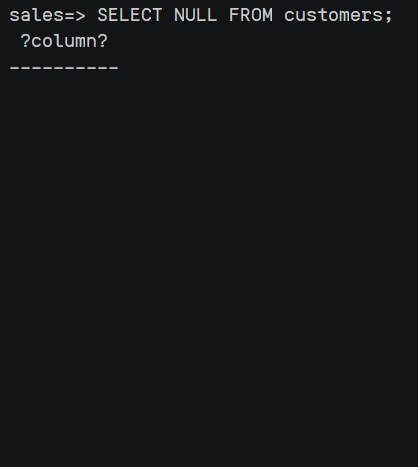 sales=> SELECT NULL FROM customers;
?column?
----------